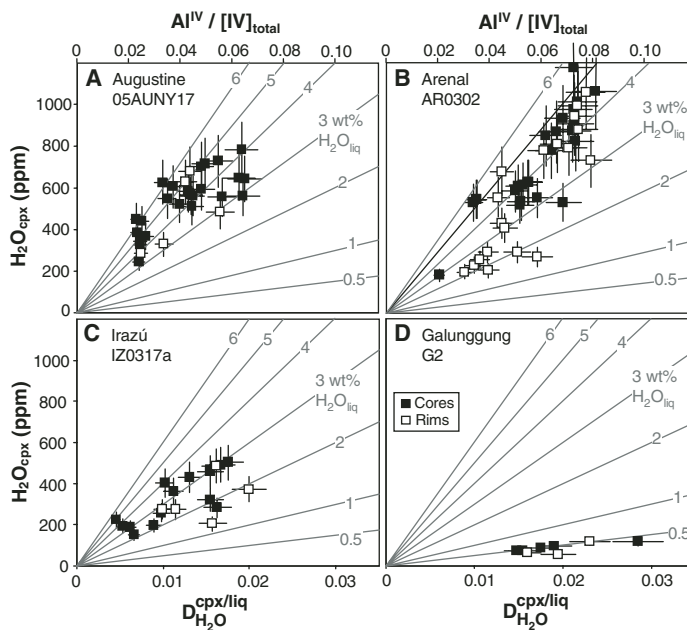 Al^IV / [IV]_total
Al^IV / [IV]_total
0.00 0.02 0.04 0.06 0.08 0.10
0.00 0.02 0.04 0.06 0.08 0.10
A Augustine
05AUNY17
6
5
4
3 wt%
H2O_liq
2
1
0.5
B Arenal
AR0302
6
4
3 wt%
H2O_liq
2
1
0.5
H2O_cpx (ppm)
1000
800
600
400
200
0
C Irazú
IZ0317a
6
5
4
3 wt%
H2O_liq
2
1
0.5
D Galunggung
G2
Cores
Rims
6
5
4
3 wt%
H2O_liq
2
1
0.5
H2O_cpx (ppm)
1000
800
600
400
200
0
0 0.01 0.02 0.03
0 0.01 0.02 0.03
D_H2O^cpx/liq
D_H2O^cpx/liq